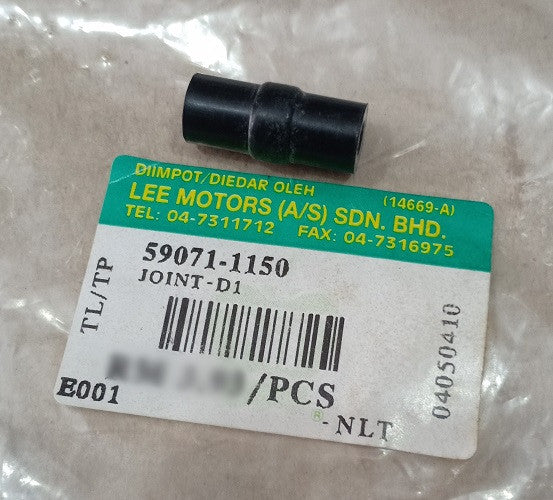 DIIMPOT/DIEDAR OLEH (14669-A)
LEE MOTORS (A/S) SDN. BHD.
TEL: 04-7311712 FAX: 04-7316975
59071-1150
JOINT-D1
TL/TP
04050410
/PCS
E001
® - NLT